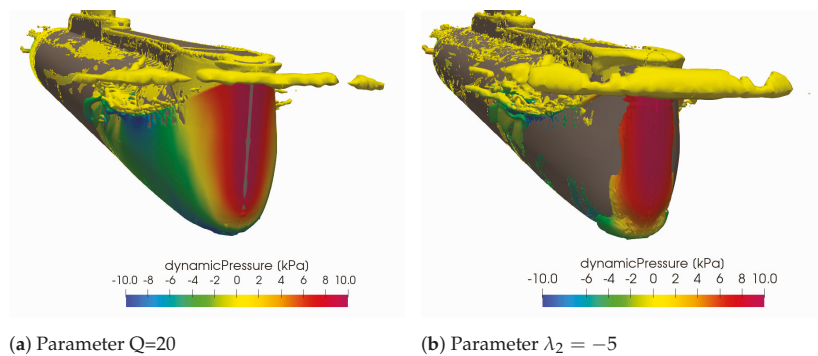 dynamicPressure [kPa]
-10.0 -8 -6 -4 -2 0 2 4 6 8 10.0
dynamicPressure [kPa]
-10.0 -8 -6 -4 -2 0 2 4 6 8 10.0
(a) Parameter Q=20
(b) Parameter λ₂ = −5